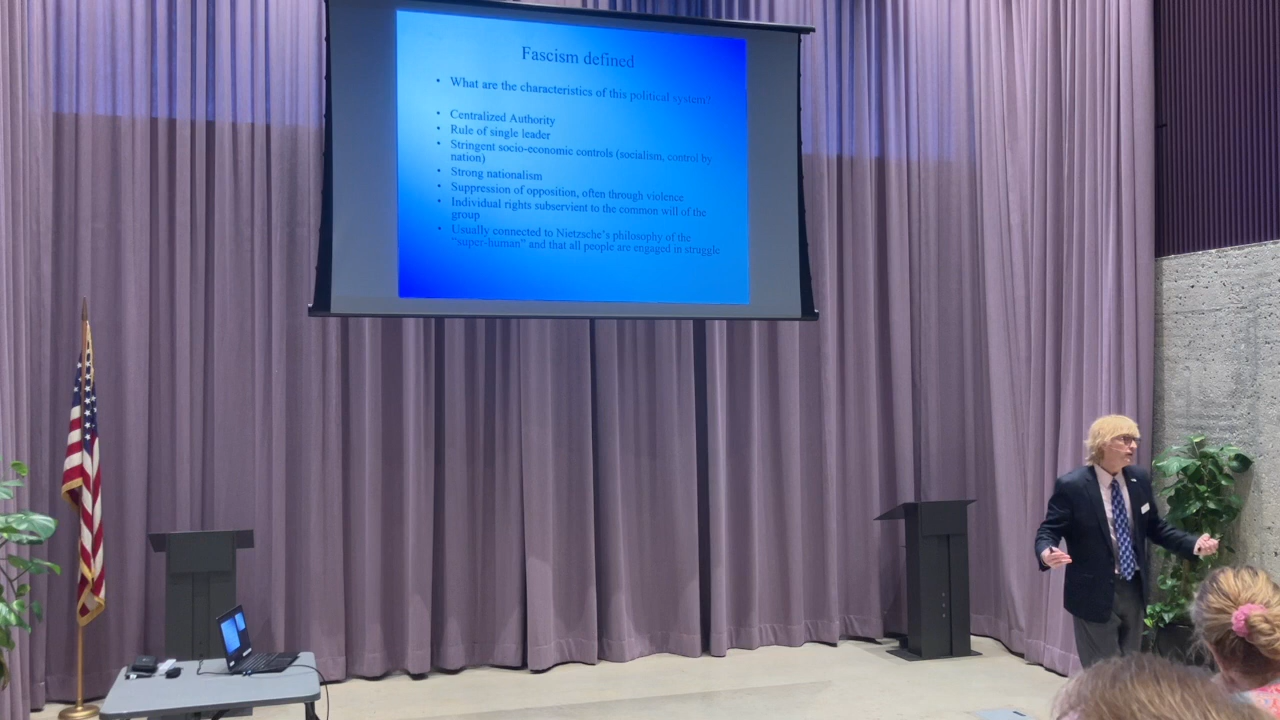 Fascism defined
• What are the characteristics of this political system?
• Centralized Authority
• Rule of single leader
• Stringent socio-economic controls (socialism, control by
nation)
• Strong nationalism
• Suppression of opposition, often through violence
• Individual rights subservient to the common will of the
group
• Usually connected to Nietzsche's philosophy of the
"super-human" and that all people are engaged in struggle